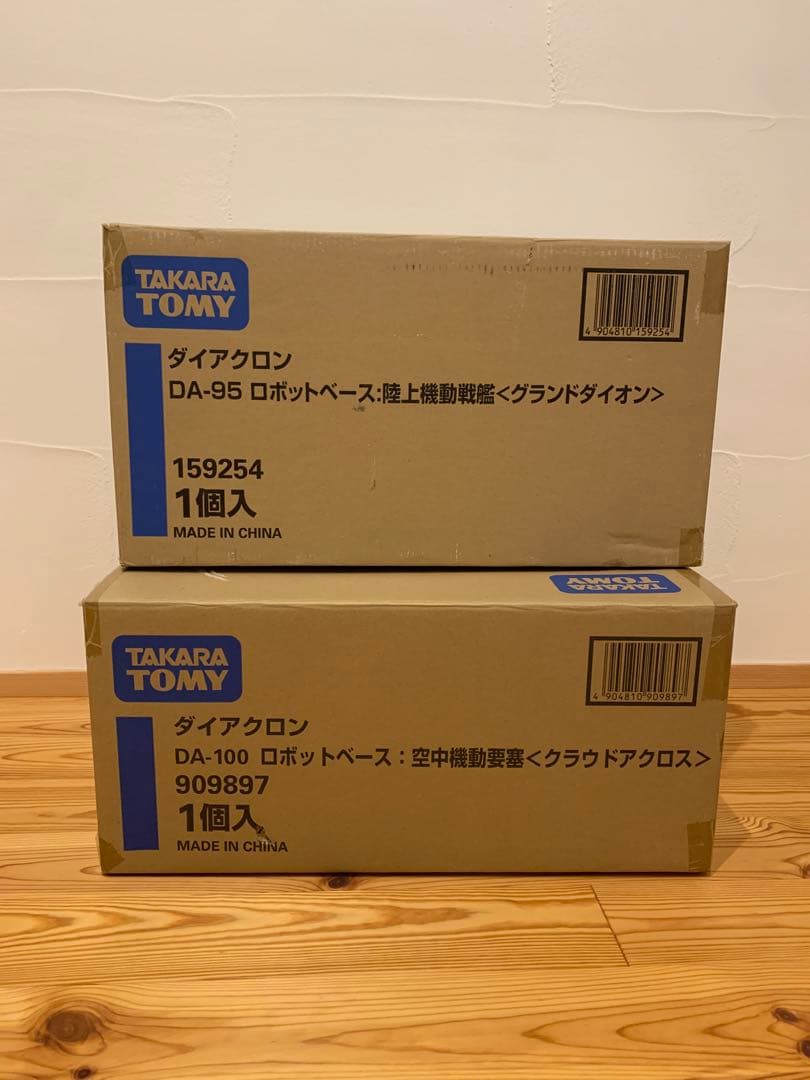 TAKARA
TOMY
4 904810 159254
ダイアクロン
DA-95 ロボットベース:陸上機動戦艦<グランドダイオン>
159254
1個入
MADE IN CHINA
TAKARA
TOMY
TAKARA
TOMY
4 904810 909897
ダイアクロン
DA-100 ロボットベース：空中機動要塞<クラウドアクロス>
909897
1個入
MADE IN CHINA